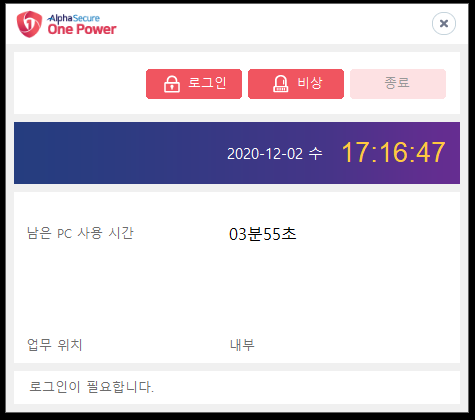 AlphaSecure
One Power
로그인 비상 종료
2020-12-02 수 17:16:47
남은 PC 사용 시간 03분55초
업무 위치 내부
로그인이 필요합니다.